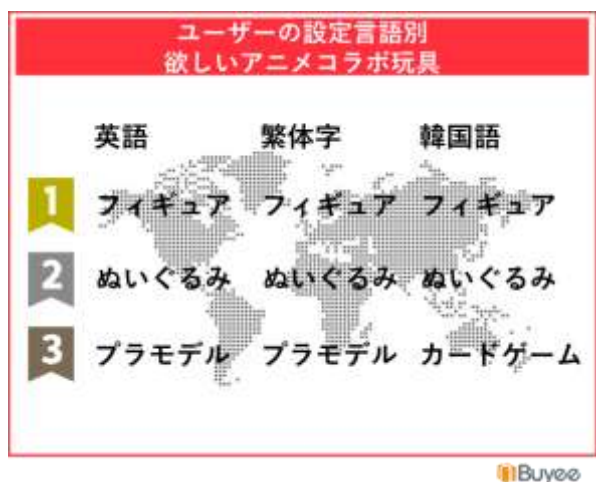 ユーザーの設定言語別
欲しいアニメコラボ玩具
英語 繁体字 韓国語
1 フィギュア フィギュア フィギュア
2 ぬいぐるみ ぬいぐるみ ぬいぐるみ
3 プラモデル プラモデル カードゲーム
Buyee